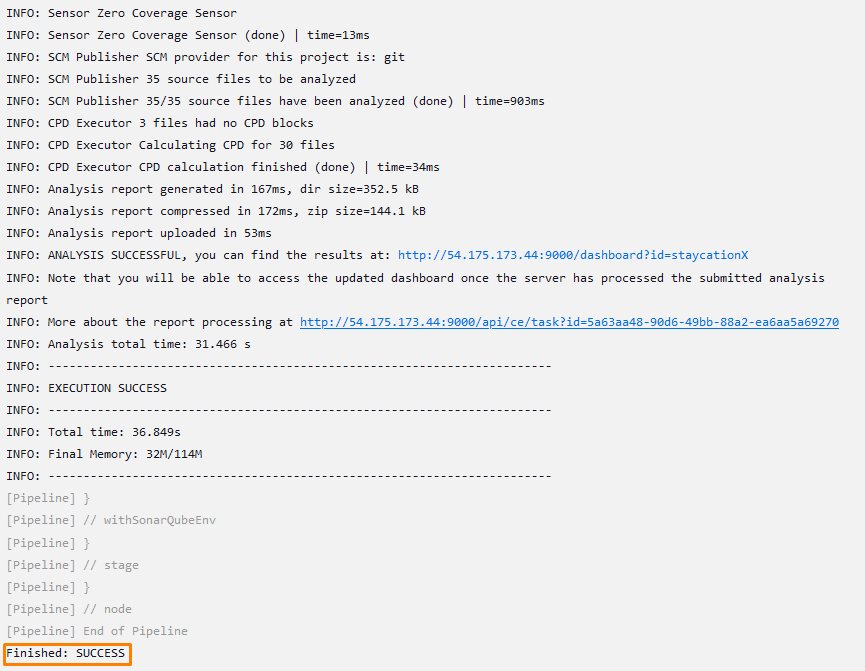 INFO: Sensor Zero Coverage Sensor
INFO: Sensor Zero Coverage Sensor (done) | time=13ms
INFO: SCM Publisher SCM provider for this project is: git
INFO: SCM Publisher 35 source files to be analyzed
INFO: SCM Publisher 35/35 source files have been analyzed (done) | time=903ms
INFO: CPD Executor 3 files had no CPD blocks
INFO: CPD Executor Calculating CPD for 30 files
INFO: CPD Executor CPD calculation finished (done) | time=34ms
INFO: Analysis report generated in 167ms, dir size=352.5 kB
INFO: Analysis report compressed in 172ms, zip size=144.1 kB
INFO: Analysis report uploaded in 53ms
INFO: ANALYSIS SUCCESSFUL, you can find the results at: http://54.175.173.44:9000/dashboard?id=staycationX
INFO: Note that you will be able to access the updated dashboard once the server has processed the submitted analysis
report
INFO: More about the report processing at http://54.175.173.44:9000/api/ce/task?id=5a63aa48-90d6-49bb-88a2-ea6aa5a69270
INFO: Analysis total time: 31.466 s
INFO: ------------------------------------------------------------------------
INFO: EXECUTION SUCCESS
INFO: ------------------------------------------------------------------------
INFO: Total time: 36.849s
INFO: Final Memory: 32M/114M
INFO: ------------------------------------------------------------------------
[Pipeline] }
[Pipeline] // withSonarQubeEnv
[Pipeline] }
[Pipeline] // stage
[Pipeline] }
[Pipeline] // node
[Pipeline] End of Pipeline
Finished: SUCCESS